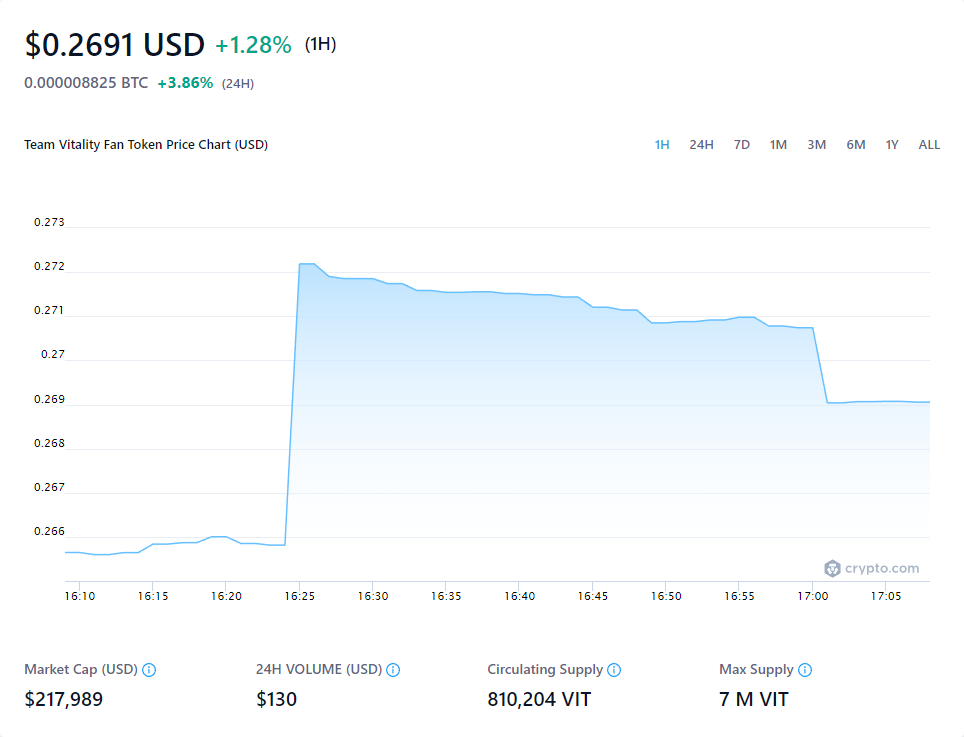 $0.2691 USD +1.28% (1H)
0.000008825 BTC +3.86% (24H)
Team Vitality Fan Token Price Chart (USD) 1H 24H 7D 1M 3M 6M 1Y ALL
0.273
0.272
0.271
0.27
0.269
0.268
0.267
0.266
crypto.com
16:10 16:15 16:20 16:25 16:30 16:35 16:40 16:45 16:50 16:55 17:00 17:05
Market Cap (USD) 24H VOLUME (USD) Circulating Supply Max Supply
$217,989 $130 810,204 VIT 7 M VIT